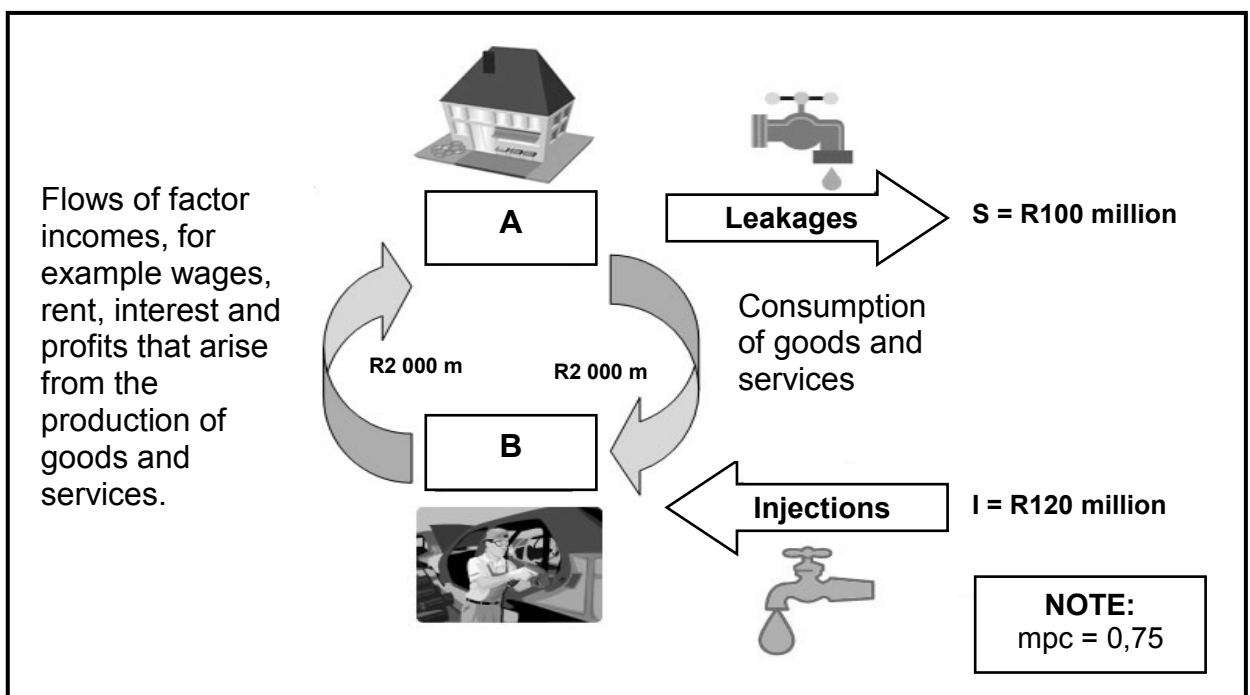 Flows of factor
incomes, for
example wages,
rent, interest and
profits that arise
from the
production of
goods and
services.
A
Leakages
S = R100 million
Consumption
of goods and
services
R2 000 m
R2 000 m
B
Injections
I = R120 million
NOTE:
mpc = 0,75